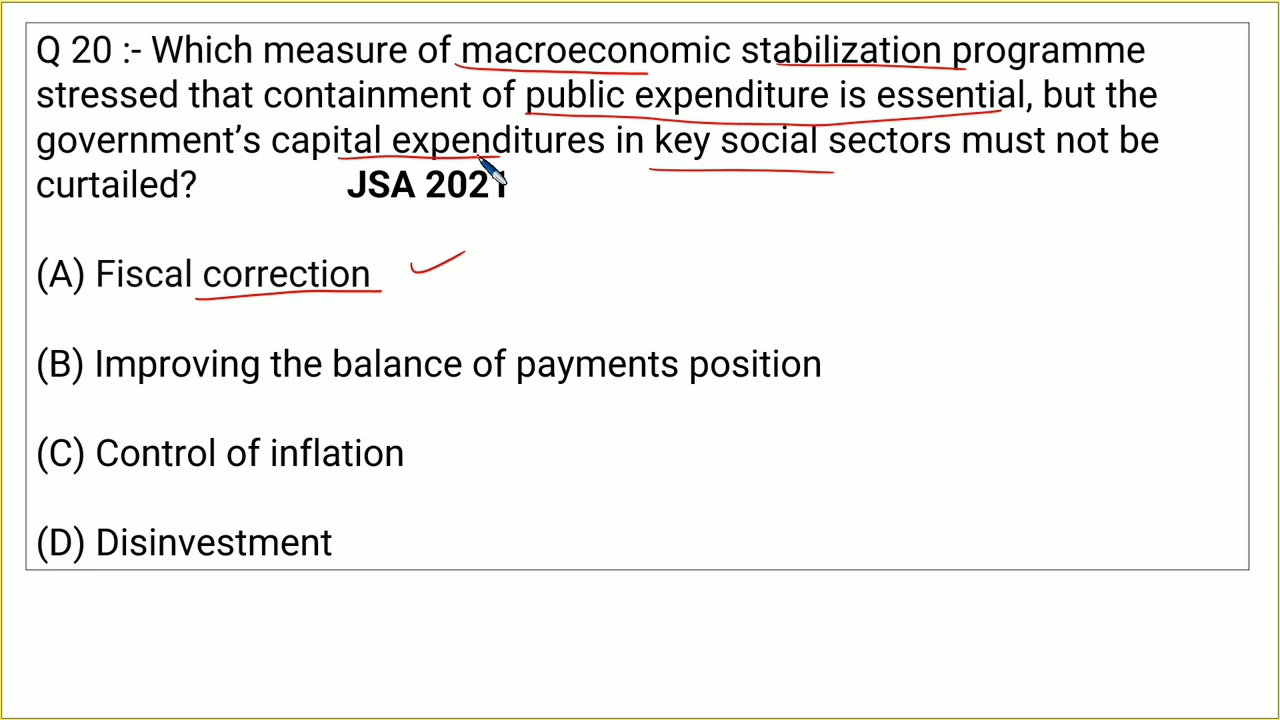 Q 20 :- Which measure of macroeconomic stabilization programme
stressed that containment of public expenditure is essential, but the
government’s capital expenditures in key social sectors must not be
curtailed? JSA 2021
(A) Fiscal correction
(B) Improving the balance of payments position
(C) Control of inflation
(D) Disinvestment